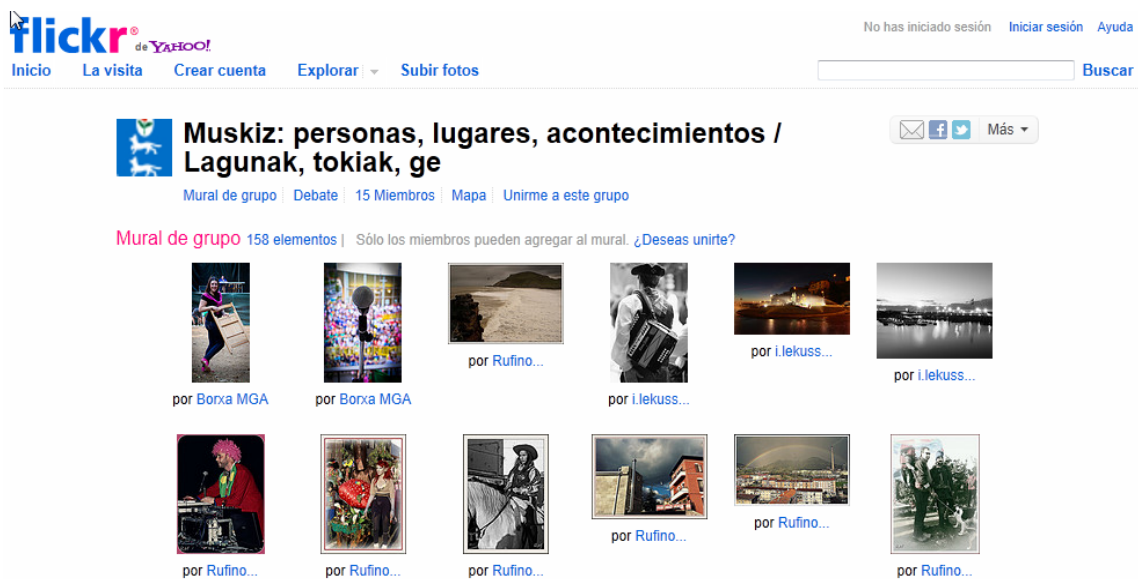 flickr® de YAHOO!
No has iniciado sesión Iniciar sesión Ayuda
Inicio La visita Crear cuenta Explorar Subir fotos Buscar
Muskiz: personas, lugares, acontecimientos /
Lagunak, tokiak, ge
Más
Mural de grupo Debate 15 Miembros Mapa Unirme a este grupo
Mural de grupo 158 elementos | Sólo los miembros pueden agregar al mural. ¿Deseas unirte?
por Borxa MGA por Borxa MGA por Rufino... por i.lekuss... por i.lekuss... por i.lekuss...
por Rufino... por Rufino... por Rufino... por Rufino... por Rufino... por Rufino...